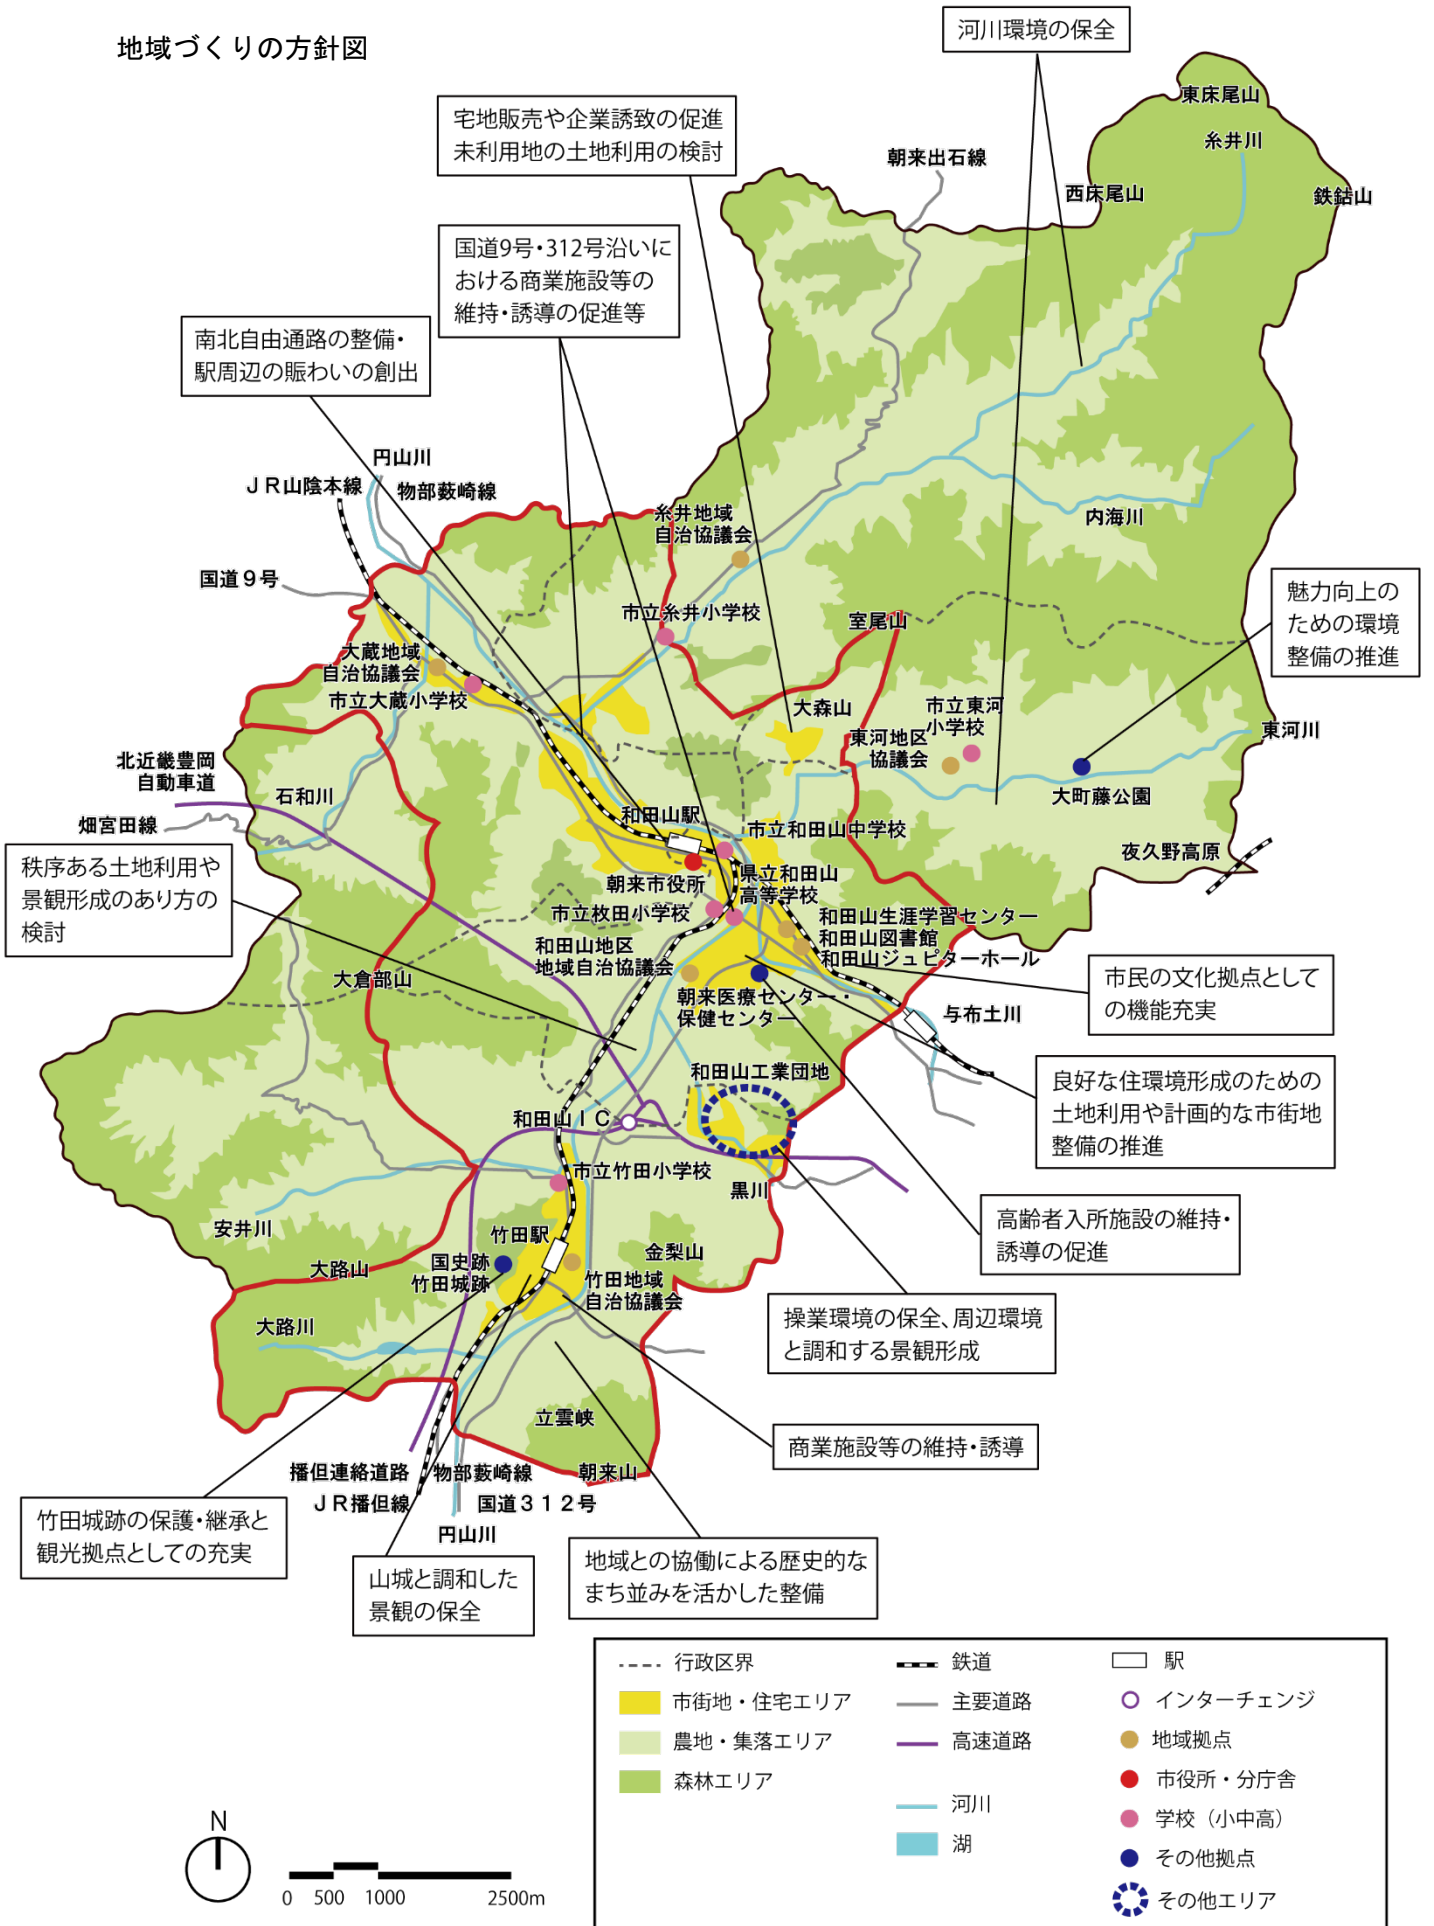 地域づくりの方針図
河川環境の保全
東床尾山
糸井川
宅地販売や企業誘致の促進
未利用地の土地利用の検討
朝来出石線
西床尾山
鉄鈷山
国道9号・312号沿いに
おける商業施設等の
維持・誘導の促進等
南北自由通路の整備・
駅周辺の賑わいの創出
円山川
JR山陰本線
物部薮崎線
糸井地域
自治協議会
内海川
国道9号
市立糸井小学校
室尾山
魅力向上の
ための環境
整備の推進
大蔵地域
自治協議会
市立大蔵小学校
大森山
市立東河
小学校
東河地区
協議会
東河川
北近畿豊岡
自動車道
石和川
大町藤公園
畑宮田線
和田山駅
市立和田山中学校
夜久野高原
秩序ある土地利用や
景観形成のあり方の
検討
朝来市役所
県立和田山
高等学校
市立枚田小学校
和田山生涯学習センター
和田山図書館
和田山ジュピターホール
和田山地区
地域自治協議会
大倉部山
朝来医療センター・
保健センター
市民の文化拠点として
の機能充実
与布土川
和田山工業団地
良好な住環境形成のための
土地利用や計画的な市街地
整備の推進
和田山IC
市立竹田小学校
黒川
安井川
竹田駅
高齢者入所施設の維持・
誘導の促進
大路山
国史跡
竹田城跡
金梨山
竹田地域
自治協議会
大路川
操業環境の保全、周辺環境
と調和する景観形成
立雲峡
商業施設等の維持・誘導
播但連絡道路
物部薮崎線
朝来山
JR播但線
国道312号
円山川
竹田城跡の保護・継承と
観光拠点としての充実
山城と調和した
景観の保全
地域との協働による歴史的な
まち並みを活かした整備
行政区界
市街地・住宅エリア
農地・集落エリア
森林エリア
鉄道
主要道路
高速道路
河川
湖
駅
インターチェンジ
地域拠点
市役所・分庁舎
学校（小中高）
その他拠点
その他エリア
N
0 500 1000 2500m